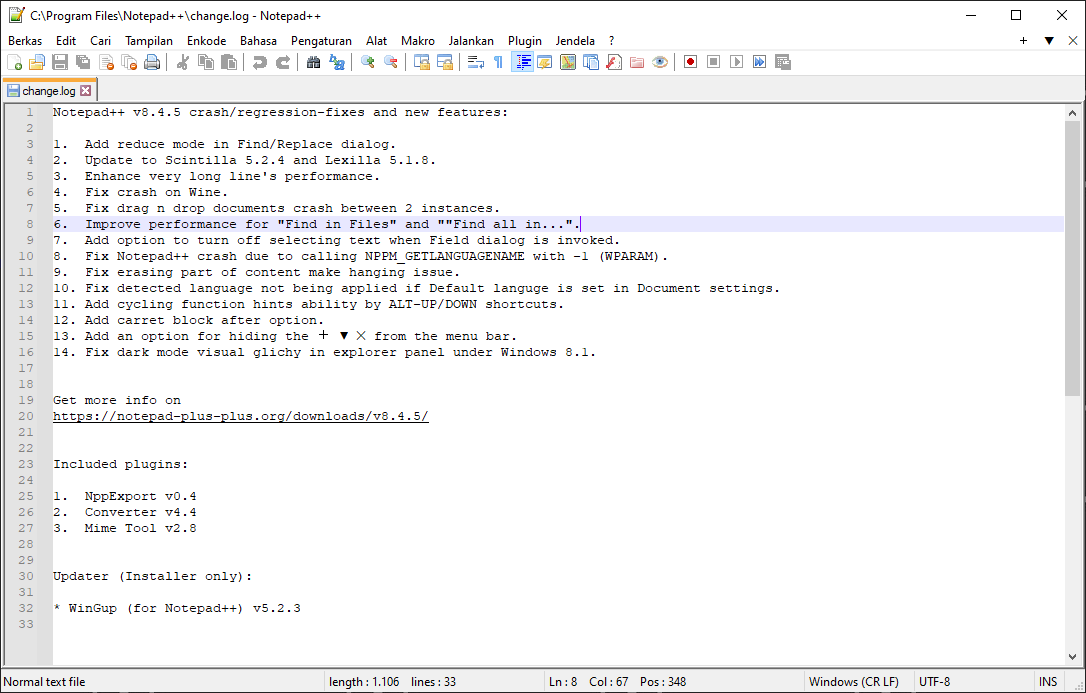 C:\Program Files\Notepad++\change.log - Notepad++
Berkas Edit Cari Tampilan Enkode Bahasa Pengaturan Alat Makro Jalankan Plugin Jendela ? + ▼ ✕
change.log
1 Notepad++ v8.4.5 crash/regression-fixes and new features:
2
3 1.  Add reduce mode in Find/Replace dialog.
4 2.  Update to Scintilla 5.2.4 and Lexilla 5.1.8.
5 3.  Enhance very long line's performance.
6 4.  Fix crash on Wine.
7 5.  Fix drag n drop documents crash between 2 instances.
8 6.  Improve performance for "Find in Files" and ""Find all in...".
9 7.  Add option to turn off selecting text when Field dialog is invoked.
10 8.  Fix Notepad++ crash due to calling NPPM_GETLANGUAGENAME with -1 (WPARAM).
11 9.  Fix erasing part of content make hanging issue.
12 10. Fix detected language not being applied if Default languge is set in Document settings.
13 11. Add cycling function hints ability by ALT-UP/DOWN shortcuts.
14 12. Add carret block after option.
15 13. Add an option for hiding the + ▼ ✕ from the menu bar.
16 14. Fix dark mode visual glichy in explorer panel under Windows 8.1.
17
18
19 Get more info on
20 https://notepad-plus-plus.org/downloads/v8.4.5/
21
22
23 Included plugins:
24
25 1.  NppExport v0.4
26 2.  Converter v4.4
27 3.  Mime Tool v2.8
28
29
30 Updater (Installer only):
31
32 * WinGup (for Notepad++) v5.2.3
33
Normal text file length : 1.106 lines : 33 Ln : 8 Col : 67 Pos : 348 Windows (CR LF) UTF-8 INS